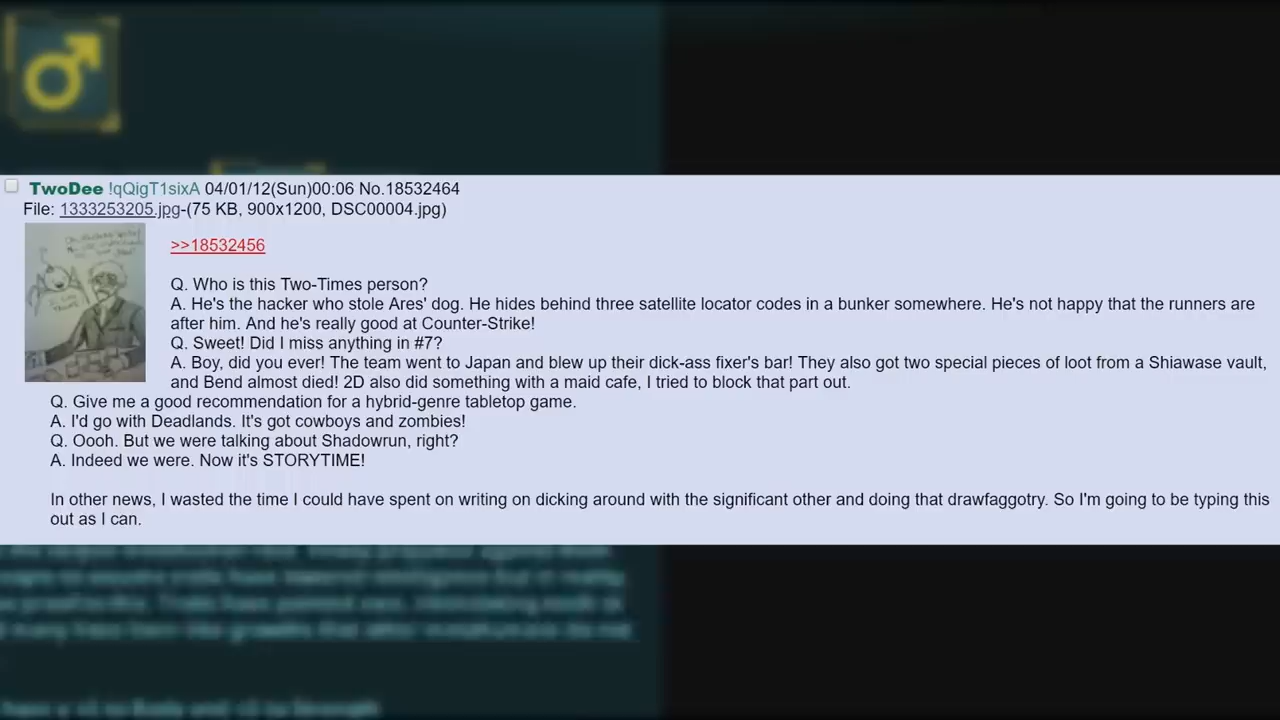 TwoDee !qQigT1sixA 04/01/12(Sun)00:06 No.18532464
File: 1333253205.jpg-(75 KB, 900x1200, DSC00004.jpg)
>>18532456
Q. Who is this Two-Times person?
A. He's the hacker who stole Ares' dog. He hides behind three satellite locator codes in a bunker somewhere. He's not happy that the runners are
after him. And he's really good at Counter-Strike!
Q. Sweet! Did I miss anything in #7?
A. Boy, did you ever! The team went to Japan and blew up their dick-ass fixer's bar! They also got two special pieces of loot from a Shiawase vault,
and Bend almost died! 2D also did something with a maid cafe, I tried to block that part out.
Q. Give me a good recommendation for a hybrid-genre tabletop game.
A. I'd go with Deadlands. It's got cowboys and zombies!
Q. Oooh. But we were talking about Shadowrun, right?
A. Indeed we were. Now it's STORYTIME!
In other news, I wasted the time I could have spent on writing on dicking around with the significant other and doing that drawfaggotry. So I'm going to be typing this
out as I can.